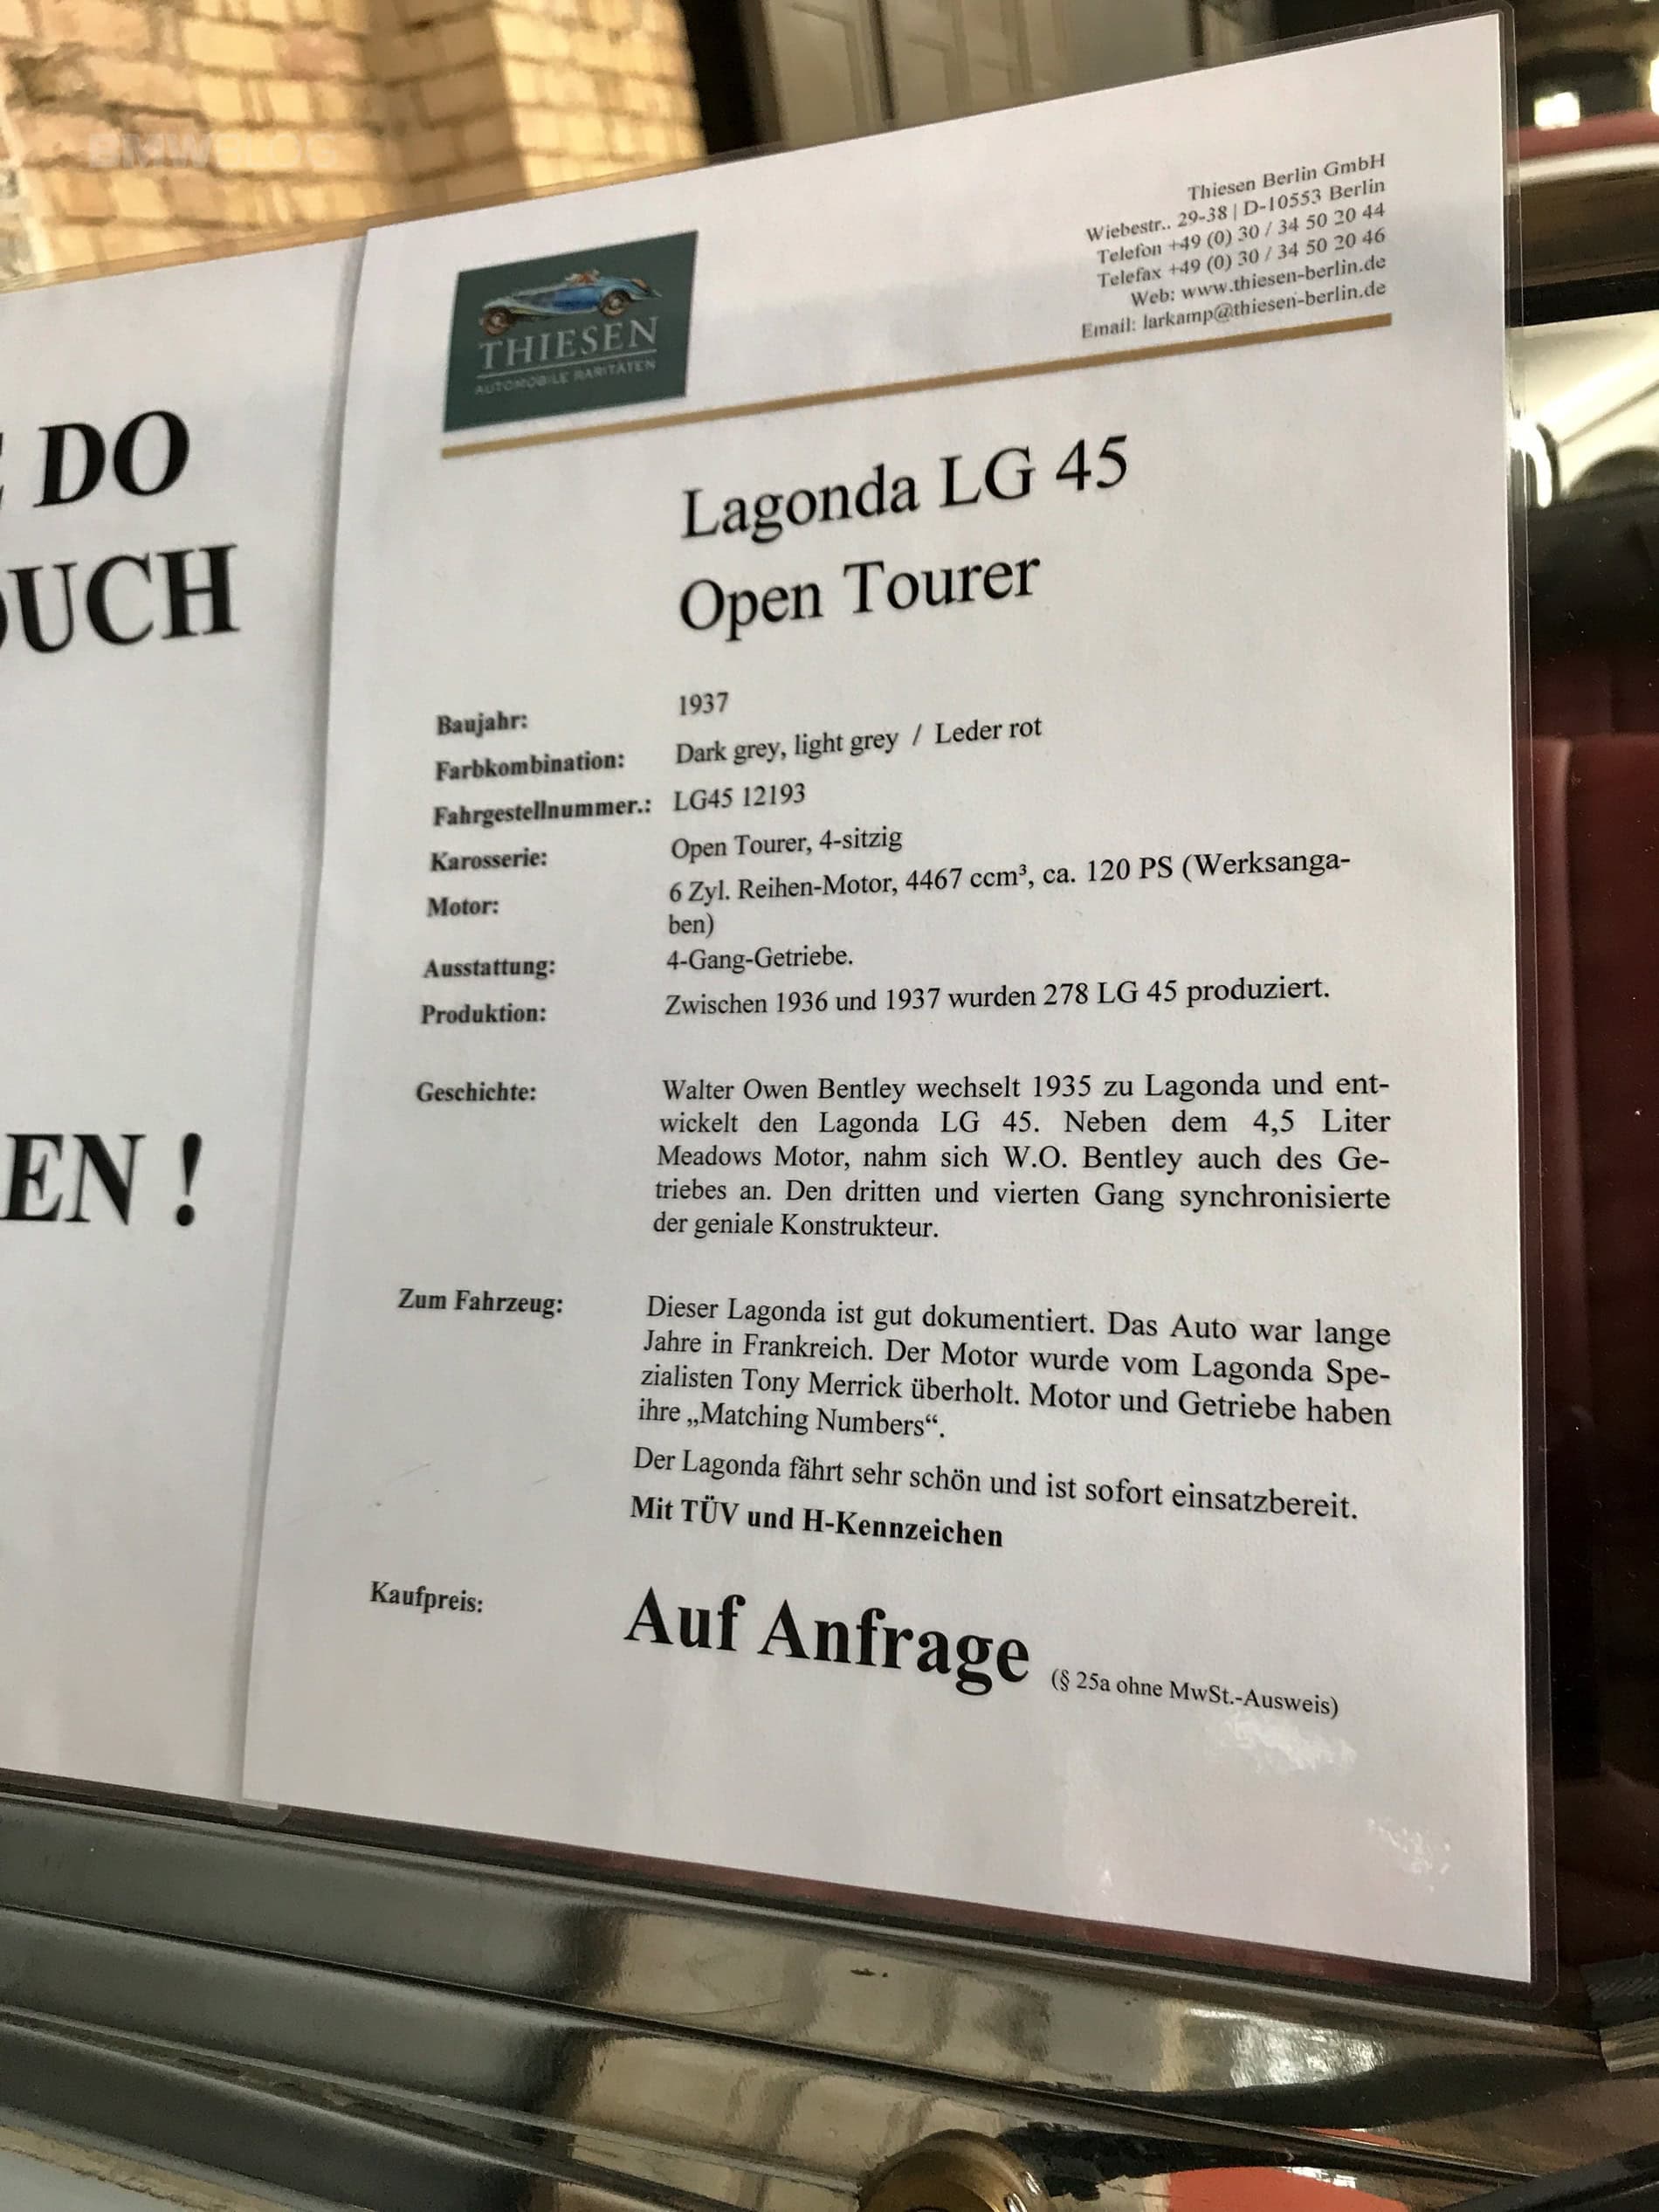 BMWBLOG
DO
OUCH
EN !
THIESEN
AUTOMOBILE RARITÄTEN
Thiesen Berlin GmbH
Wiebestr.. 29-38 | D-10553 Berlin
Telefon +49 (0) 30 / 34 50 20 44
Telefax +49 (0) 30 / 34 50 20 46
Web: www.thiesen-berlin.de
Email: larkamp@thiesen-berlin.de
Lagonda LG 45
Open Tourer
Baujahr: 1937
Farbkombination: Dark grey, light grey / Leder rot
Fahrgestellnummer.: LG45 12193
Karosserie: Open Tourer, 4-sitzig
Motor: 6 Zyl. Reihen-Motor, 4467 ccm³, ca. 120 PS (Werksanga-
ben)
Ausstattung: 4-Gang-Getriebe.
Produktion: Zwischen 1936 und 1937 wurden 278 LG 45 produziert.
Geschichte: Walter Owen Bentley wechselt 1935 zu Lagonda und ent-
wickelt den Lagonda LG 45. Neben dem 4,5 Liter
Meadows Motor, nahm sich W.O. Bentley auch des Ge-
triebes an. Den dritten und vierten Gang synchronisierte
der geniale Konstrukteur.
Zum Fahrzeug: Dieser Lagonda ist gut dokumentiert. Das Auto war lange
Jahre in Frankreich. Der Motor wurde vom Lagonda Spe-
zialisten Tony Merrick überholt. Motor und Getriebe haben
ihre „Matching Numbers“.
Der Lagonda fährt sehr schön und ist sofort einsatzbereit.
Mit TÜV und H-Kennzeichen
Kaufpreis: Auf Anfrage (§ 25a ohne MwSt.-Ausweis)